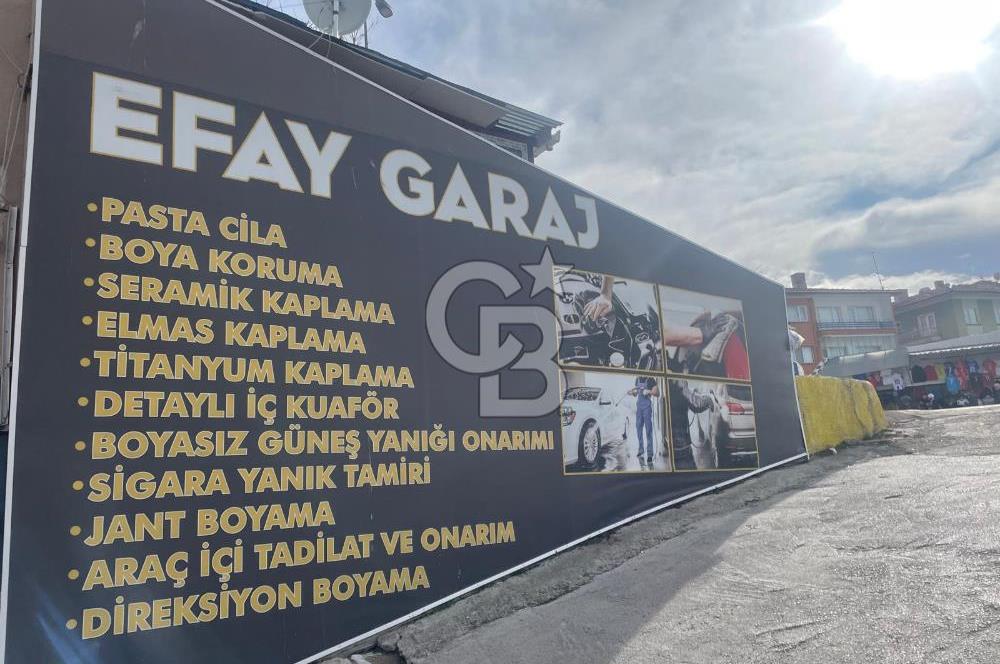 EFAY GARAJ
•PASTA CİLA
•BOYA KORUMA
•SERAMİK KAPLAMA
•ELMAS KAPLAMA
•TİTANYUM KAPLAMA
•DETAYLI İÇ KUAFÖR
•BOYASIZ GÜNEŞ YANIĞI ONARIMI
•SİGARA YANIK TAMİRİ
•JANT BOYAMA
•ARAÇ İÇİ TADİLAT VE ONARIM
•DİREKSİYON BOYAMA
CB